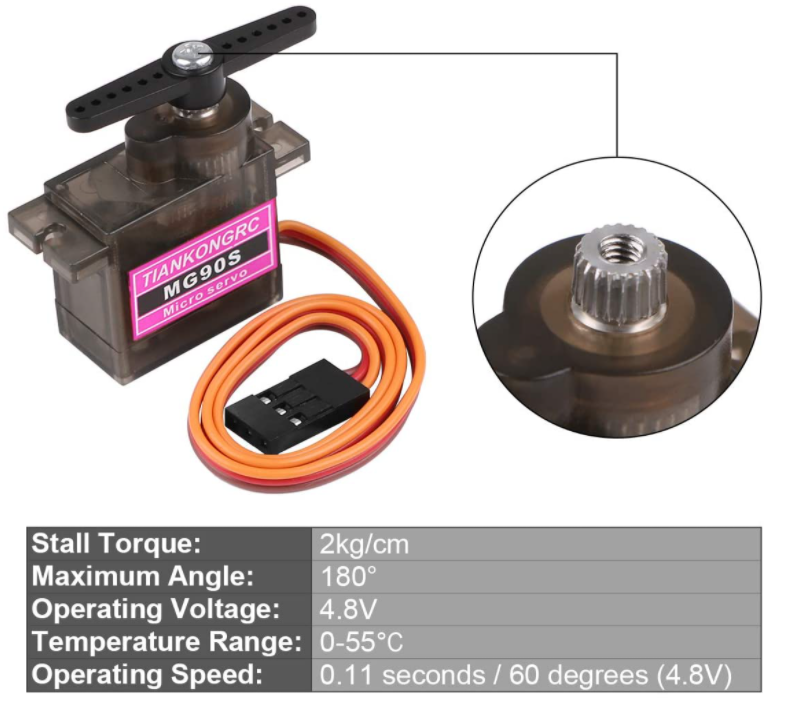 TIANKONGRC
MG90S
Micro servo
Stall Torque: 2kg/cm
Maximum Angle: 180°
Operating Voltage: 4.8V
Temperature Range: 0-55℃
Operating Speed: 0.11 seconds / 60 degrees (4.8V)